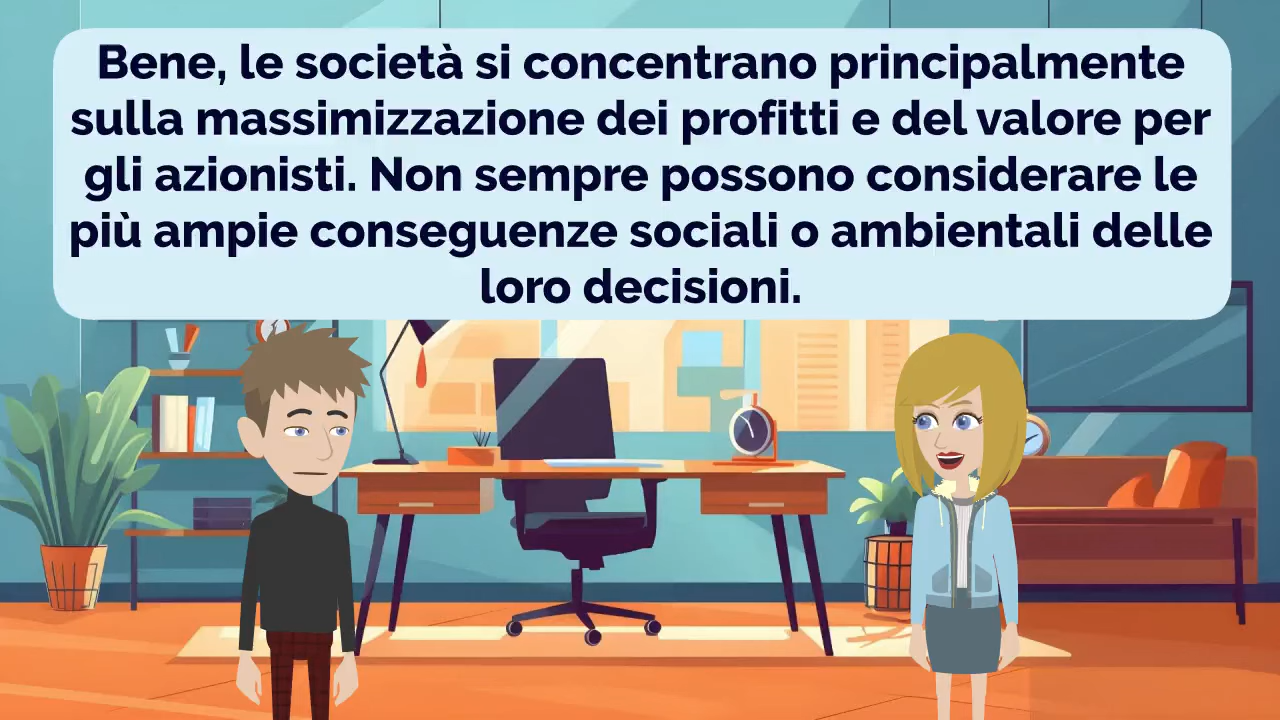 Bene, le società si concentrano principalmente
sulla massimizzazione dei profitti e del valore per
gli azionisti. Non sempre possono considerare le
più ampie conseguenze sociali o ambientali delle
loro decisioni.